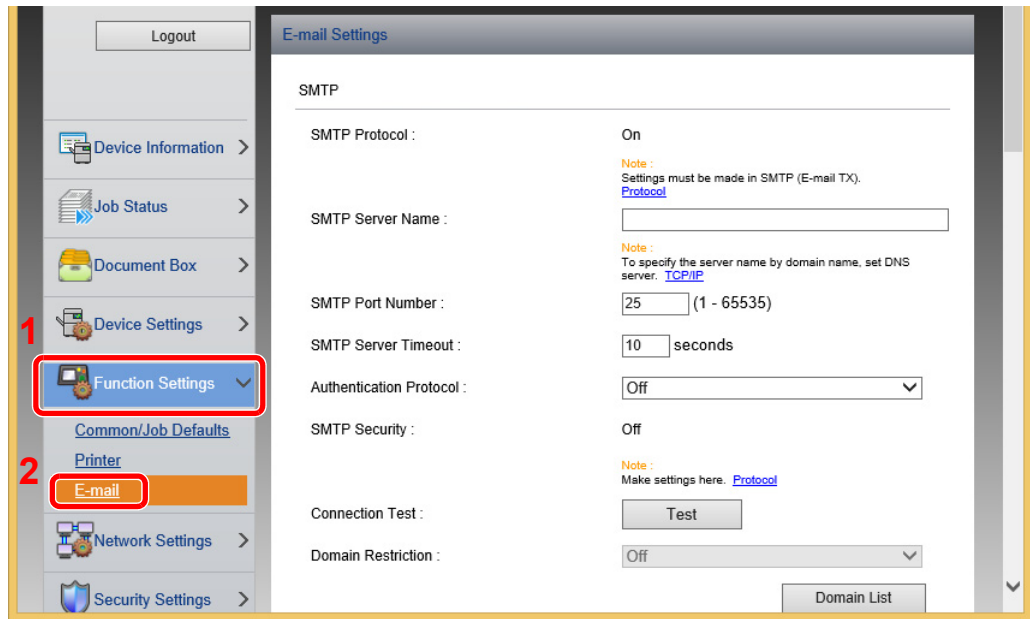 Logout
Device Information
Job Status
Document Box
Device Settings
1
Function Settings
Common/Job Defaults
Printer
2
E-mail
Network Settings
Security Settings
E-mail Settings
SMTP
SMTP Protocol : On
Note :
Settings must be made in SMTP (E-mail TX).
Protocol
SMTP Server Name :
Note :
To specify the server name by domain name, set DNS
server. TCP/IP
SMTP Port Number : 25 (1 - 65535)
SMTP Server Timeout : 10 seconds
Authentication Protocol : Off
SMTP Security : Off
Note :
Make settings here. Protocol
Connection Test : Test
Domain Restriction : Off
Domain List